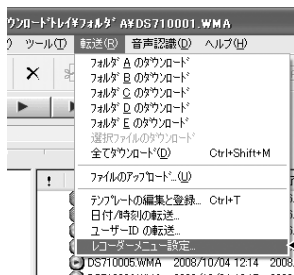 ウンロードトレイ¥フォルダ A¥DS710001.WMA
) ツール(T) 転送(R) 音声認識(O) ヘルプ(H)
フォルダ A のダウンロード
フォルダ B のダウンロード
フォルダ C のダウンロード
フォルダ D のダウンロード
フォルダ E のダウンロード
選択ファイルのダウンロード
全てダウンロード(D) Ctrl+Shift+M
ファイルのアップロード...(U)
!
テンプレートの編集と登録... Ctrl+T
日付/時刻の転送...
ユーザーID の転送...
レコーダーメニュー設定...
DS710005.WMA 2008/10/04 12:14 2008